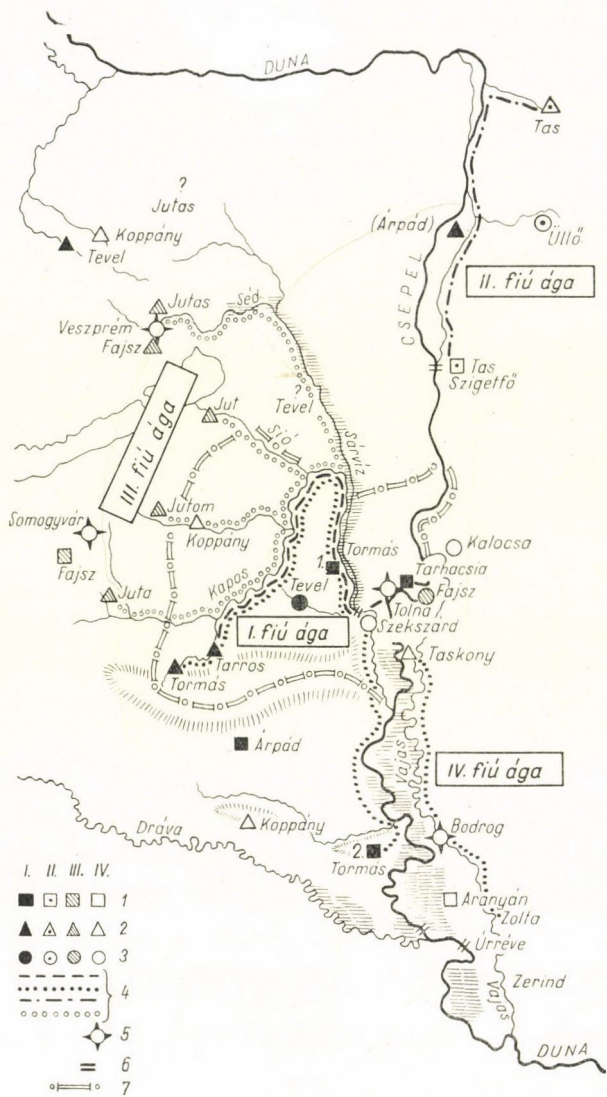 DUNA
Tas
?
Jutas
Koppány
Tevel
(Árpád)
Üllő
II. fiú ága
CSEPEL
Jutas
Séd
Veszprém
Fajsz
Tas
Szigetfő
?
Tevel
III. fiú ága
Jut
Sió
Sárvíz
Jutom
Somogyvár
Koppány
Kalocsa
1.
Tormás
Tarhacsia
Fajsz
Juta
Kapos
Tevel
Fajsz
Tolna
I. fiú ága
Szekszárd
Taskony
Tarros
Tormás
Árpád
Vajas
IV. fiú ága
Dráva
Koppány
Bodrog
2.
Tormás
Aranyán
Zolta
Úrréve
Zerind
Vajas
DUNA
I. II. III. IV.
1
2
3
4
5
6
7